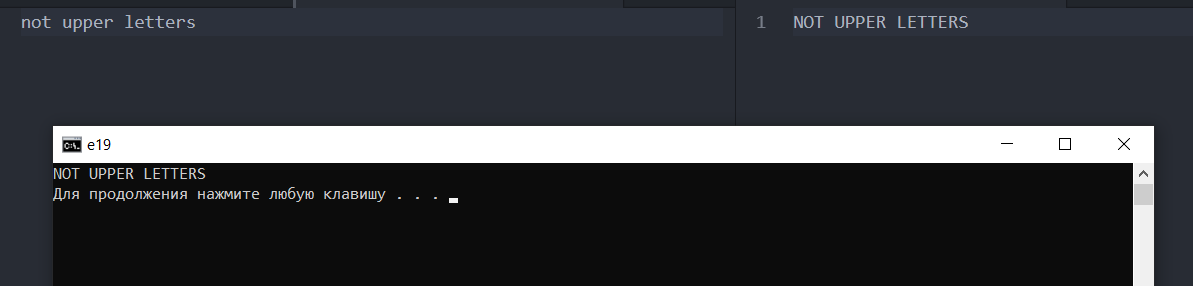 not upper letters
1 NOT UPPER LETTERS
e19
NOT UPPER LETTERS
Для продолжения нажмите любую клавишу . . .